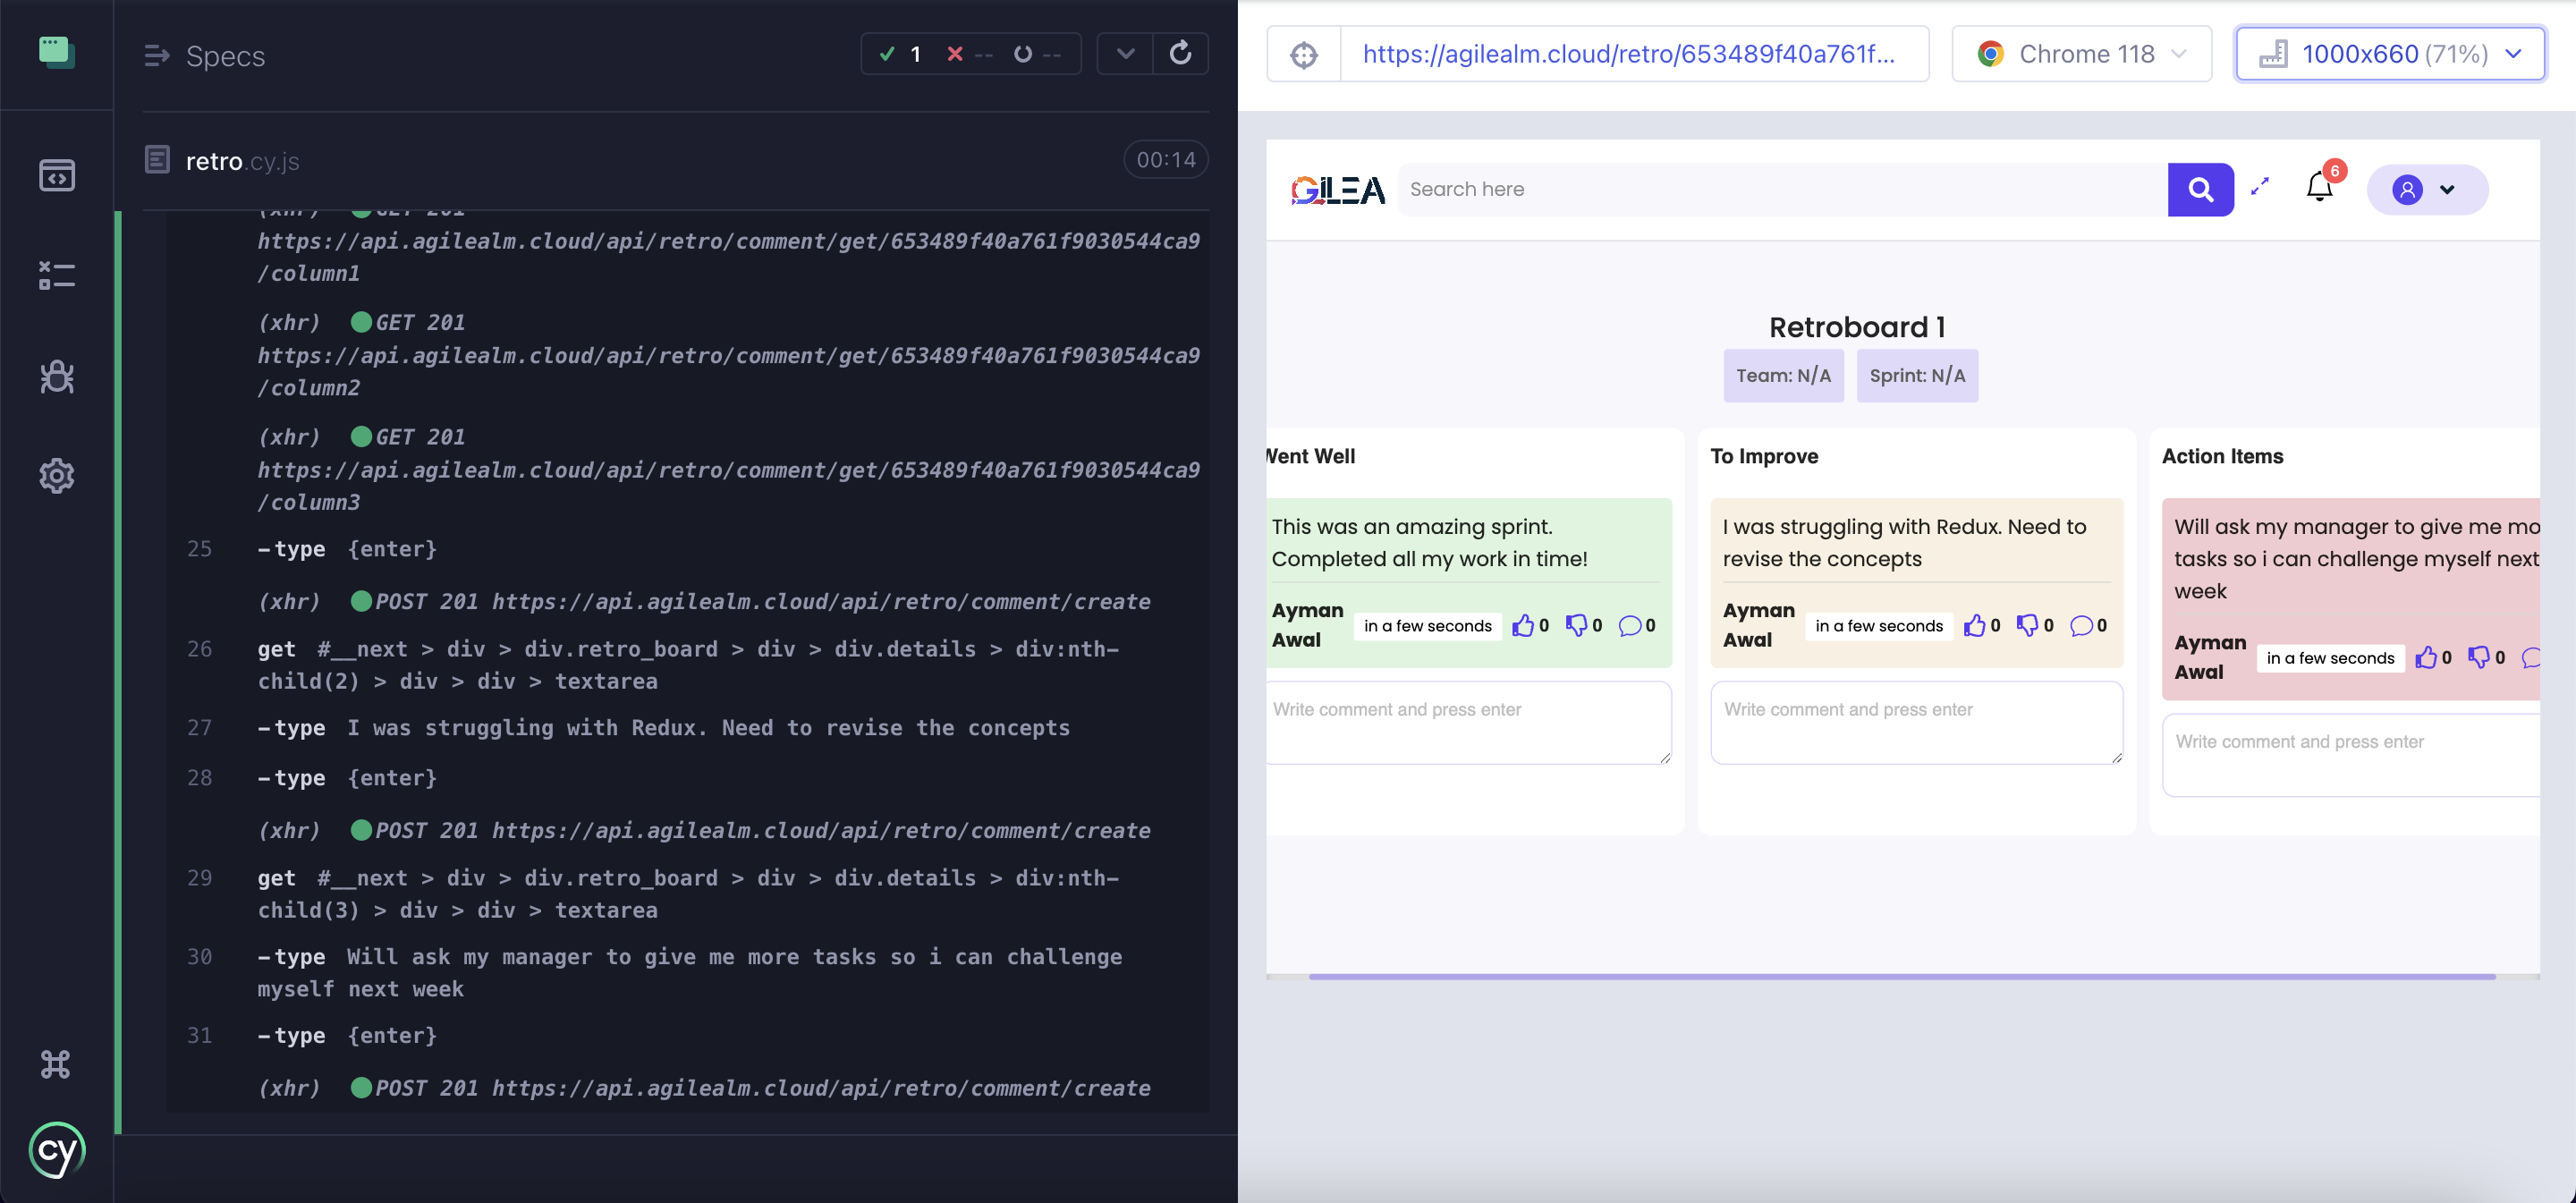 Specs
1 -- --
retro.cy.js
00:14
(xhr) GET 201
https://api.agilealm.cloud/api/retro/comment/get/653489f40a761f9030544ca9
/column1
(xhr) GET 201
https://api.agilealm.cloud/api/retro/comment/get/653489f40a761f9030544ca9
/column2
(xhr) GET 201
https://api.agilealm.cloud/api/retro/comment/get/653489f40a761f9030544ca9
/column3
25 -type {enter}
(xhr) POST 201 https://api.agilealm.cloud/api/retro/comment/create
26 get #__next > div > div.retro_board > div > div.details > div:nth-
child(2) > div > div > textarea
27 -type I was struggling with Redux. Need to revise the concepts
28 -type {enter}
(xhr) POST 201 https://api.agilealm.cloud/api/retro/comment/create
29 get #__next > div > div.retro_board > div > div.details > div:nth-
child(3) > div > div > textarea
30 -type Will ask my manager to give me more tasks so i can challenge
myself next week
31 -type {enter}
(xhr) POST 201 https://api.agilealm.cloud/api/retro/comment/create
cy
https://agilealm.cloud/retro/653489f40a761f...
Chrome 118
1000x660 (71%)
GILEA
Search here
6
Retroboard 1
Team: N/A
Sprint: N/A
Went Well
This was an amazing sprint.
Completed all my work in time!
Ayman
Awal
in a few seconds
0 0 0
Write comment and press enter
To Improve
I was struggling with Redux. Need to
revise the concepts
Ayman
Awal
in a few seconds
0 0 0
Write comment and press enter
Action Items
Will ask my manager to give me mo
tasks so i can challenge myself next
week
Ayman
Awal
in a few seconds
0 0
Write comment and press enter